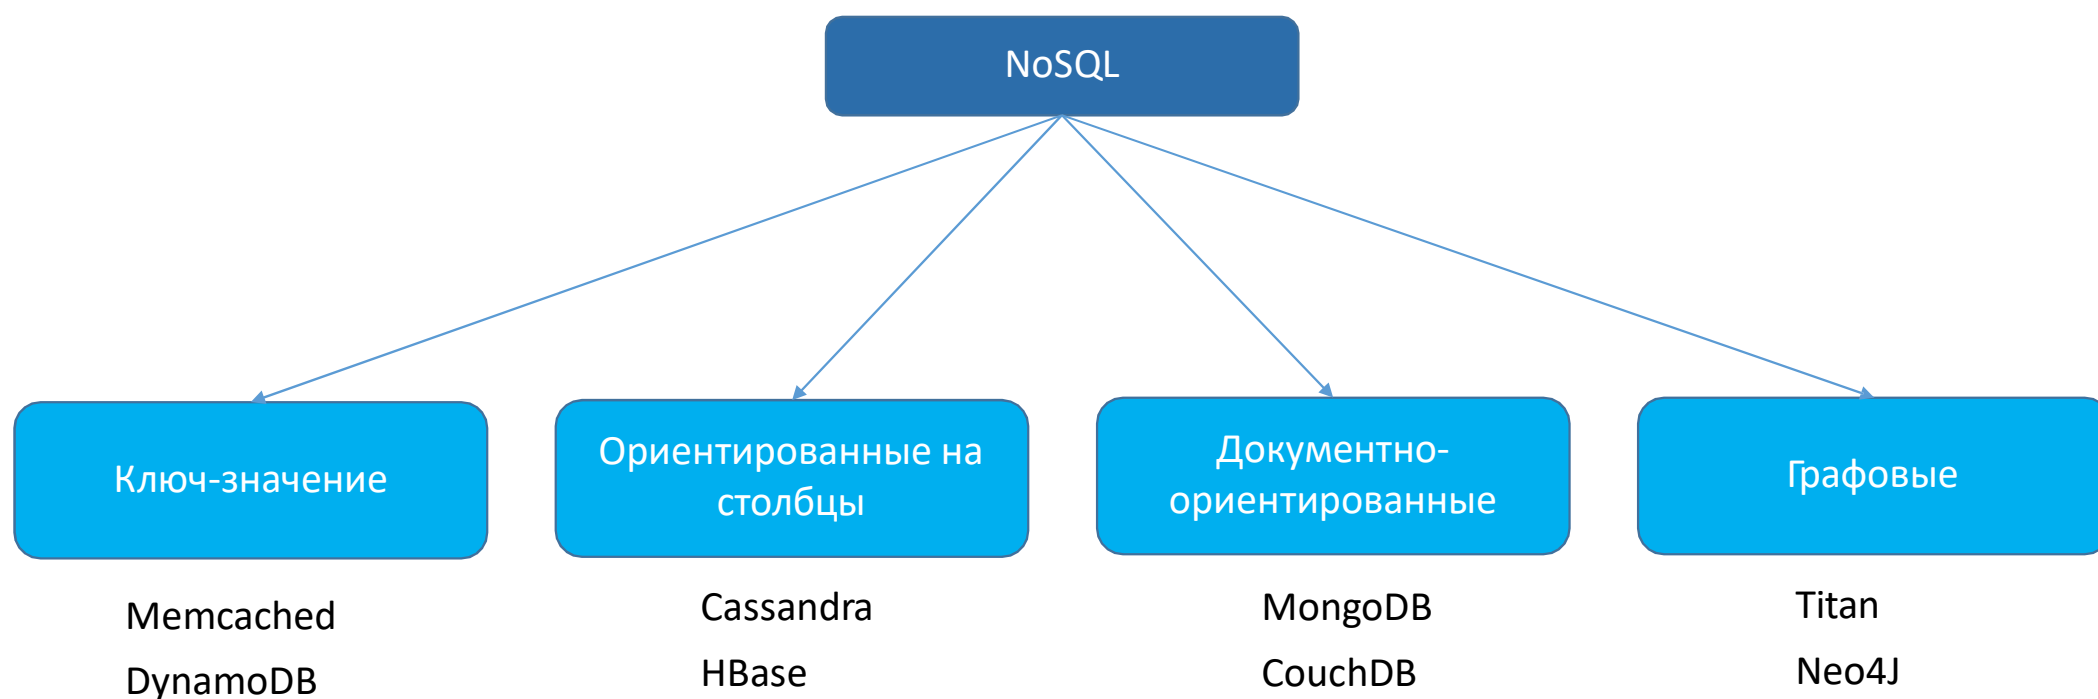 NoSQL
Ключ-значение
Ориентированные на
столбцы
Документно-
ориентированные
Графовые
Memcached
DynamoDB
Cassandra
HBase
MongoDB
CouchDB
Titan
Neo4J